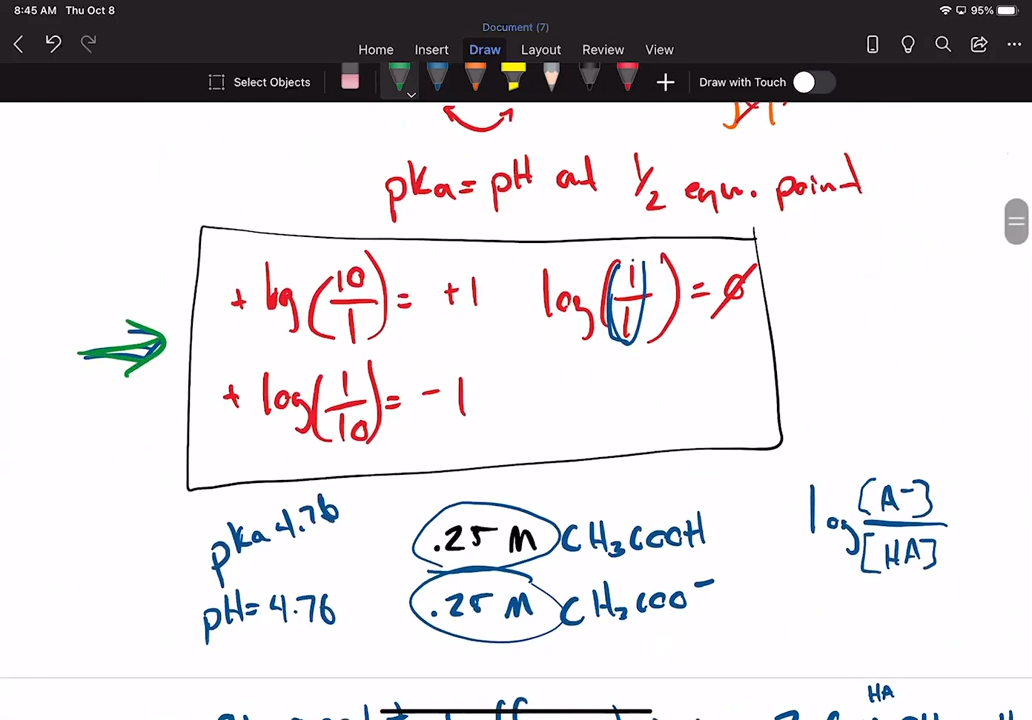 8:45 AM Thu Oct 8
95%
Document (7)
Home Insert Draw Layout Review View
Select Objects
Draw with Touch
pKa = pH at 1/2 equiv. point
+ log(10/1) = +1 log(1/1) = 0
+ log(1/10) = -1
pKa 4.76 .25 M CH₃COOH log [A-]/[HA]
pH = 4.76 .25 M CH₃COO⁻
HA